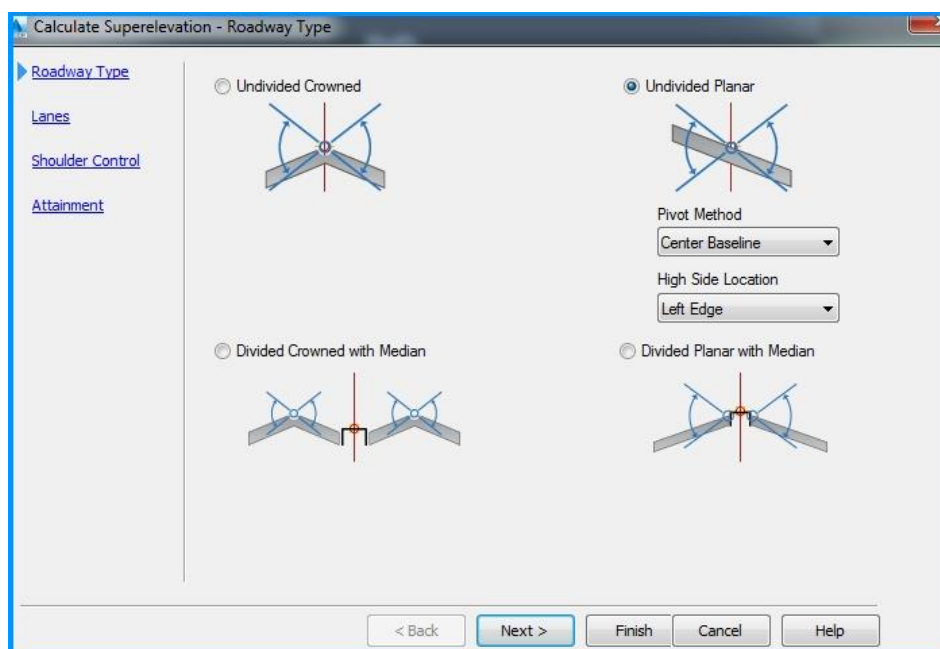 Calculate Superelevation - Roadway Type
Roadway Type
Lanes
Shoulder Control
Attainment
Undivided Crowned
Undivided Planar
Pivot Method
Center Baseline
High Side Location
Left Edge
Divided Crowned with Median
Divided Planar with Median
< Back
Next >
Finish
Cancel
Help